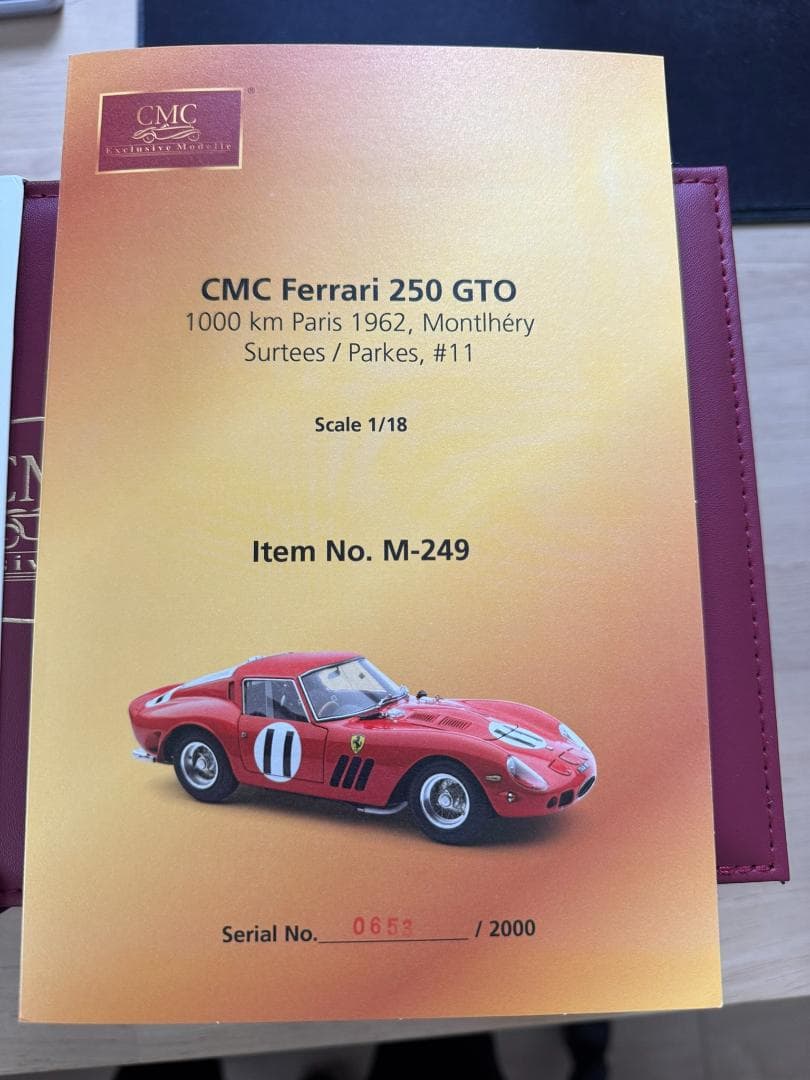 CMC
®
Exclusive Modelle
CMC Ferrari 250 GTO
1000 km Paris 1962, Montlhéry
Surtees / Parkes, #11
Scale 1/18
Item No. M-249
11
11
Serial No. 0653 / 2000